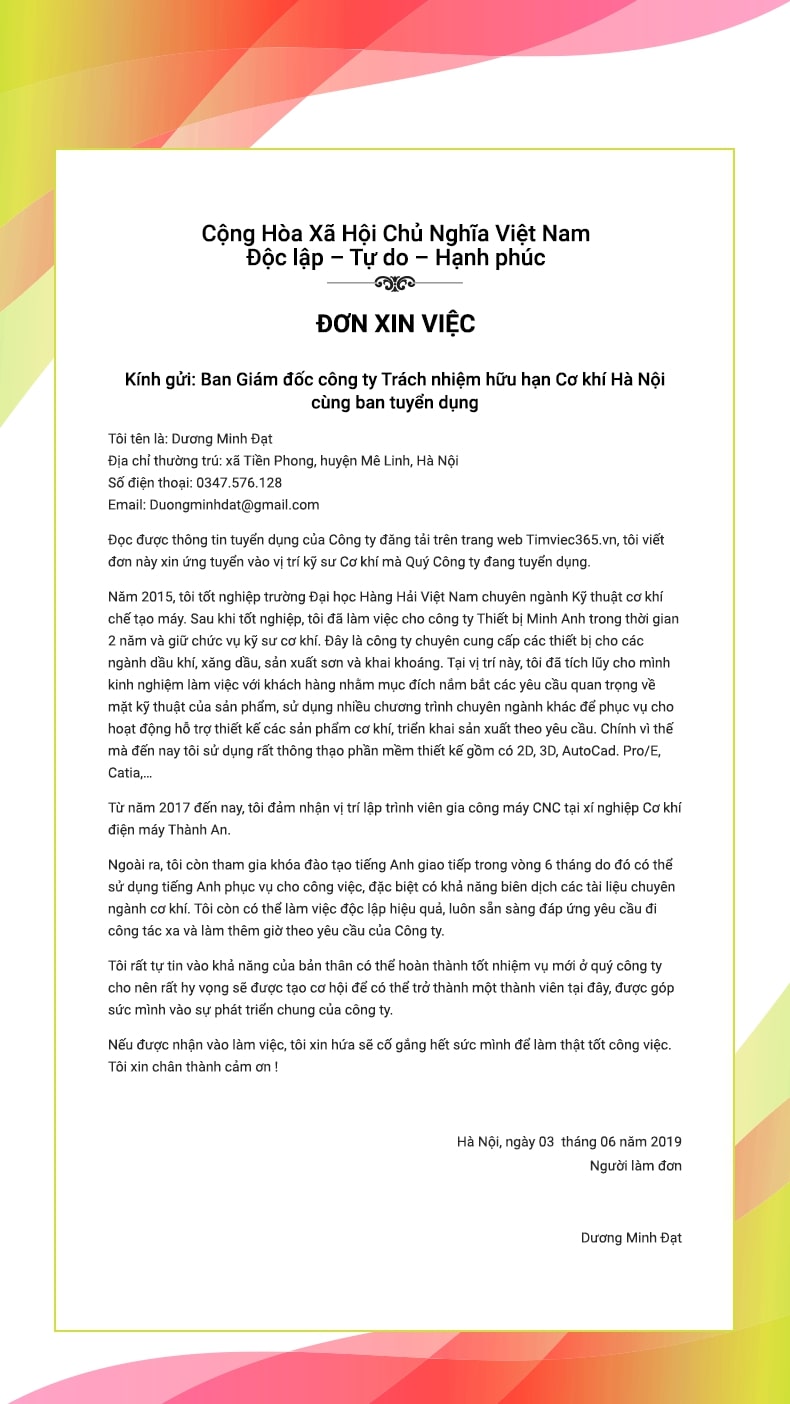 Cộng Hòa Xã Hội Chủ Nghĩa Việt Nam
Độc lập – Tự do – Hạnh phúc
ĐƠN XIN VIỆC
Kính gửi: Ban Giám đốc công ty Trách nhiệm hữu hạn Cơ khí Hà Nội
cùng ban tuyển dụng
Tôi tên là: Dương Minh Đạt
Địa chỉ thường trú: xã Tiền Phong, huyện Mê Linh, Hà Nội
Số điện thoại: 0347.576.128
Email: Duongminhdat@gmail.com
Đọc được thông tin tuyển dụng của Công ty đăng tải trên trang web Timviec365.vn, tôi viết
đơn này xin ứng tuyển vào vị trí kỹ sư Cơ khí mà Quý Công ty đang tuyển dụng.
Năm 2015, tôi tốt nghiệp trường Đại học Hàng Hải Việt Nam chuyên ngành Kỹ thuật cơ khí
chế tạo máy. Sau khi tốt nghiệp, tôi đã làm việc cho công ty Thiết bị Minh Anh trong thời gian
2 năm và giữ chức vụ kỹ sư cơ khí. Đây là công ty chuyên cung cấp các thiết bị cho các
ngành dầu khí, xăng dầu, sản xuất sơn và khai khoáng. Tại vị trí này, tôi đã tích lũy cho mình
kinh nghiệm làm việc với khách hàng nhằm mục đích nắm bắt các yêu cầu quan trọng về
mặt kỹ thuật của sản phẩm, sử dụng nhiều chương trình chuyên ngành khác để phục vụ cho
hoạt động hỗ trợ thiết kế các sản phẩm cơ khí, triển khai sản xuất theo yêu cầu. Chính vì thế
mà đến nay tôi sử dụng rất thông thạo phần mềm thiết kế gồm có 2D, 3D, AutoCad. Pro/E,
Catia,...
Từ năm 2017 đến nay, tôi đảm nhận vị trí lập trình viên gia công máy CNC tại xí nghiệp Cơ khí
điện máy Thành An.
Ngoài ra, tôi còn tham gia khóa đào tạo tiếng Anh giao tiếp trong vòng 6 tháng do đó có thể
sử dụng tiếng Anh phục vụ cho công việc, đặc biệt có khả năng biên dịch các tài liệu chuyên
ngành cơ khí. Tôi còn có thể làm việc độc lập hiệu quả, luôn sẵn sàng đáp ứng yêu cầu đi
công tác xa và làm thêm giờ theo yêu cầu của Công ty.
Tôi rất tự tin vào khả năng của bản thân có thể hoàn thành tốt nhiệm vụ mới ở quý công ty
cho nên rất hy vọng sẽ được tạo cơ hội để có thể trở thành một thành viên tại đây, được góp
sức mình vào sự phát triển chung của công ty.
Nếu được nhận vào làm việc, tôi xin hứa sẽ cố gắng hết sức mình để làm thật tốt công việc.
Tôi xin chân thành cảm ơn !
Hà Nội, ngày 03  tháng 06 năm 2019
Người làm đơn
Dương Minh Đạt